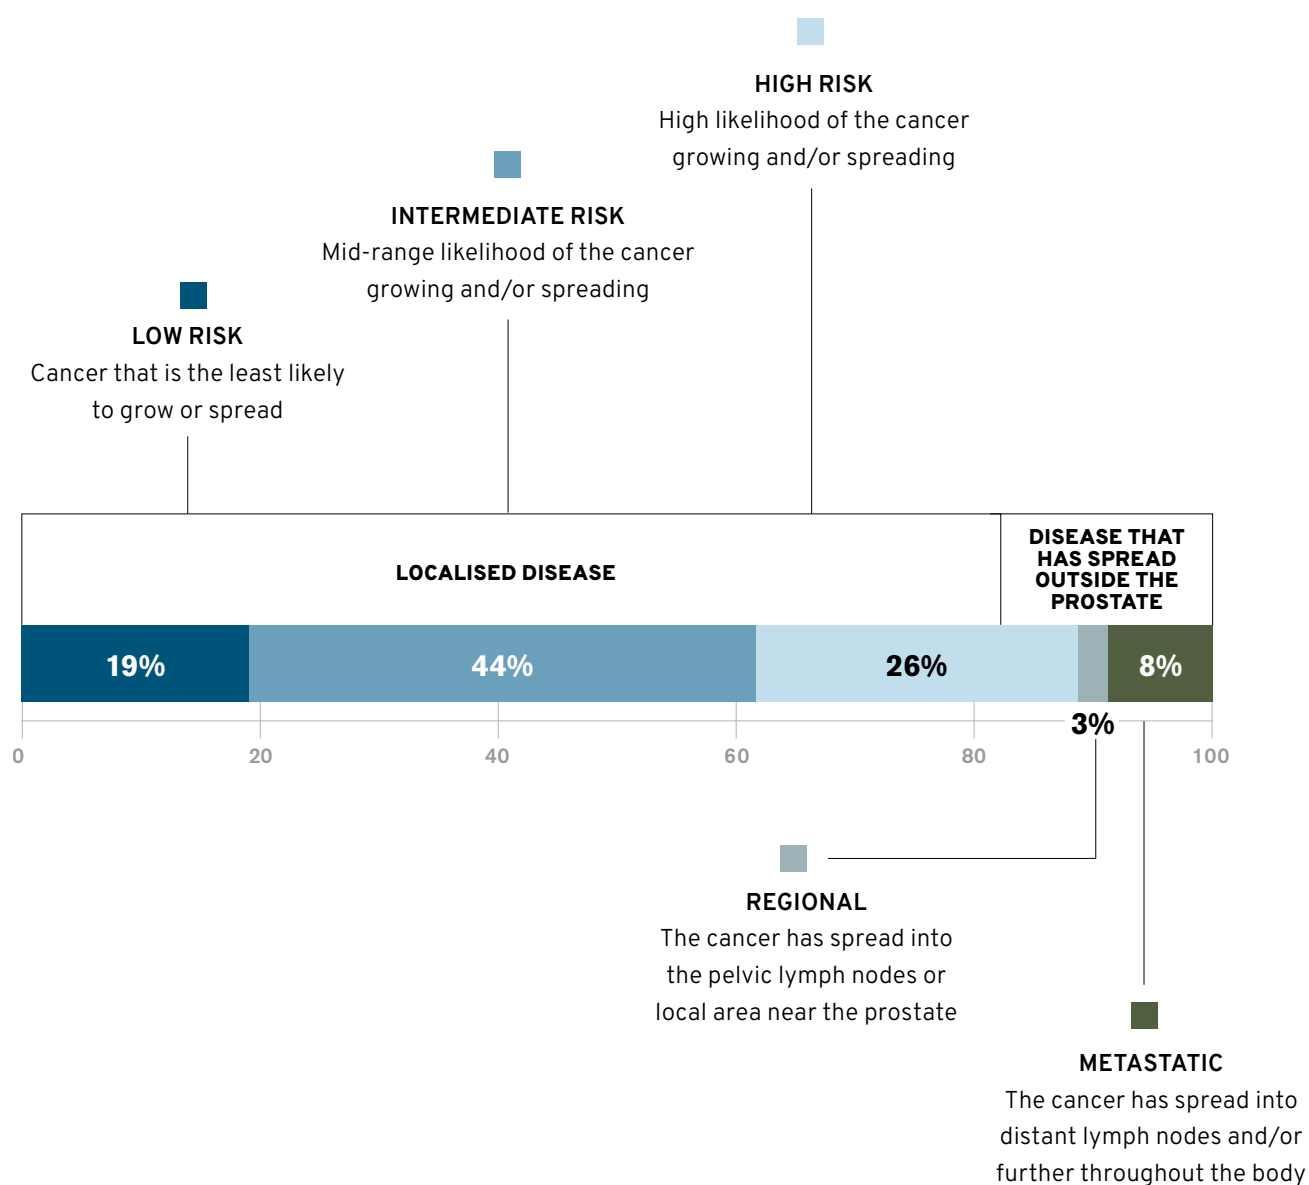 HIGH RISK
High likelihood of the cancer
growing and/or spreading
INTERMEDIATE RISK
Mid-range likelihood of the cancer
growing and/or spreading
LOW RISK
Cancer that is the least likely
to grow or spread
LOCALISED DISEASE
DISEASE THAT
HAS SPREAD
OUTSIDE THE
PROSTATE
19%
44%
26%
8%
3%
0
20
40
60
80
100
REGIONAL
The cancer has spread into
the pelvic lymph nodes or
local area near the prostate
METASTATIC
The cancer has spread into
distant lymph nodes and/or
further throughout the body